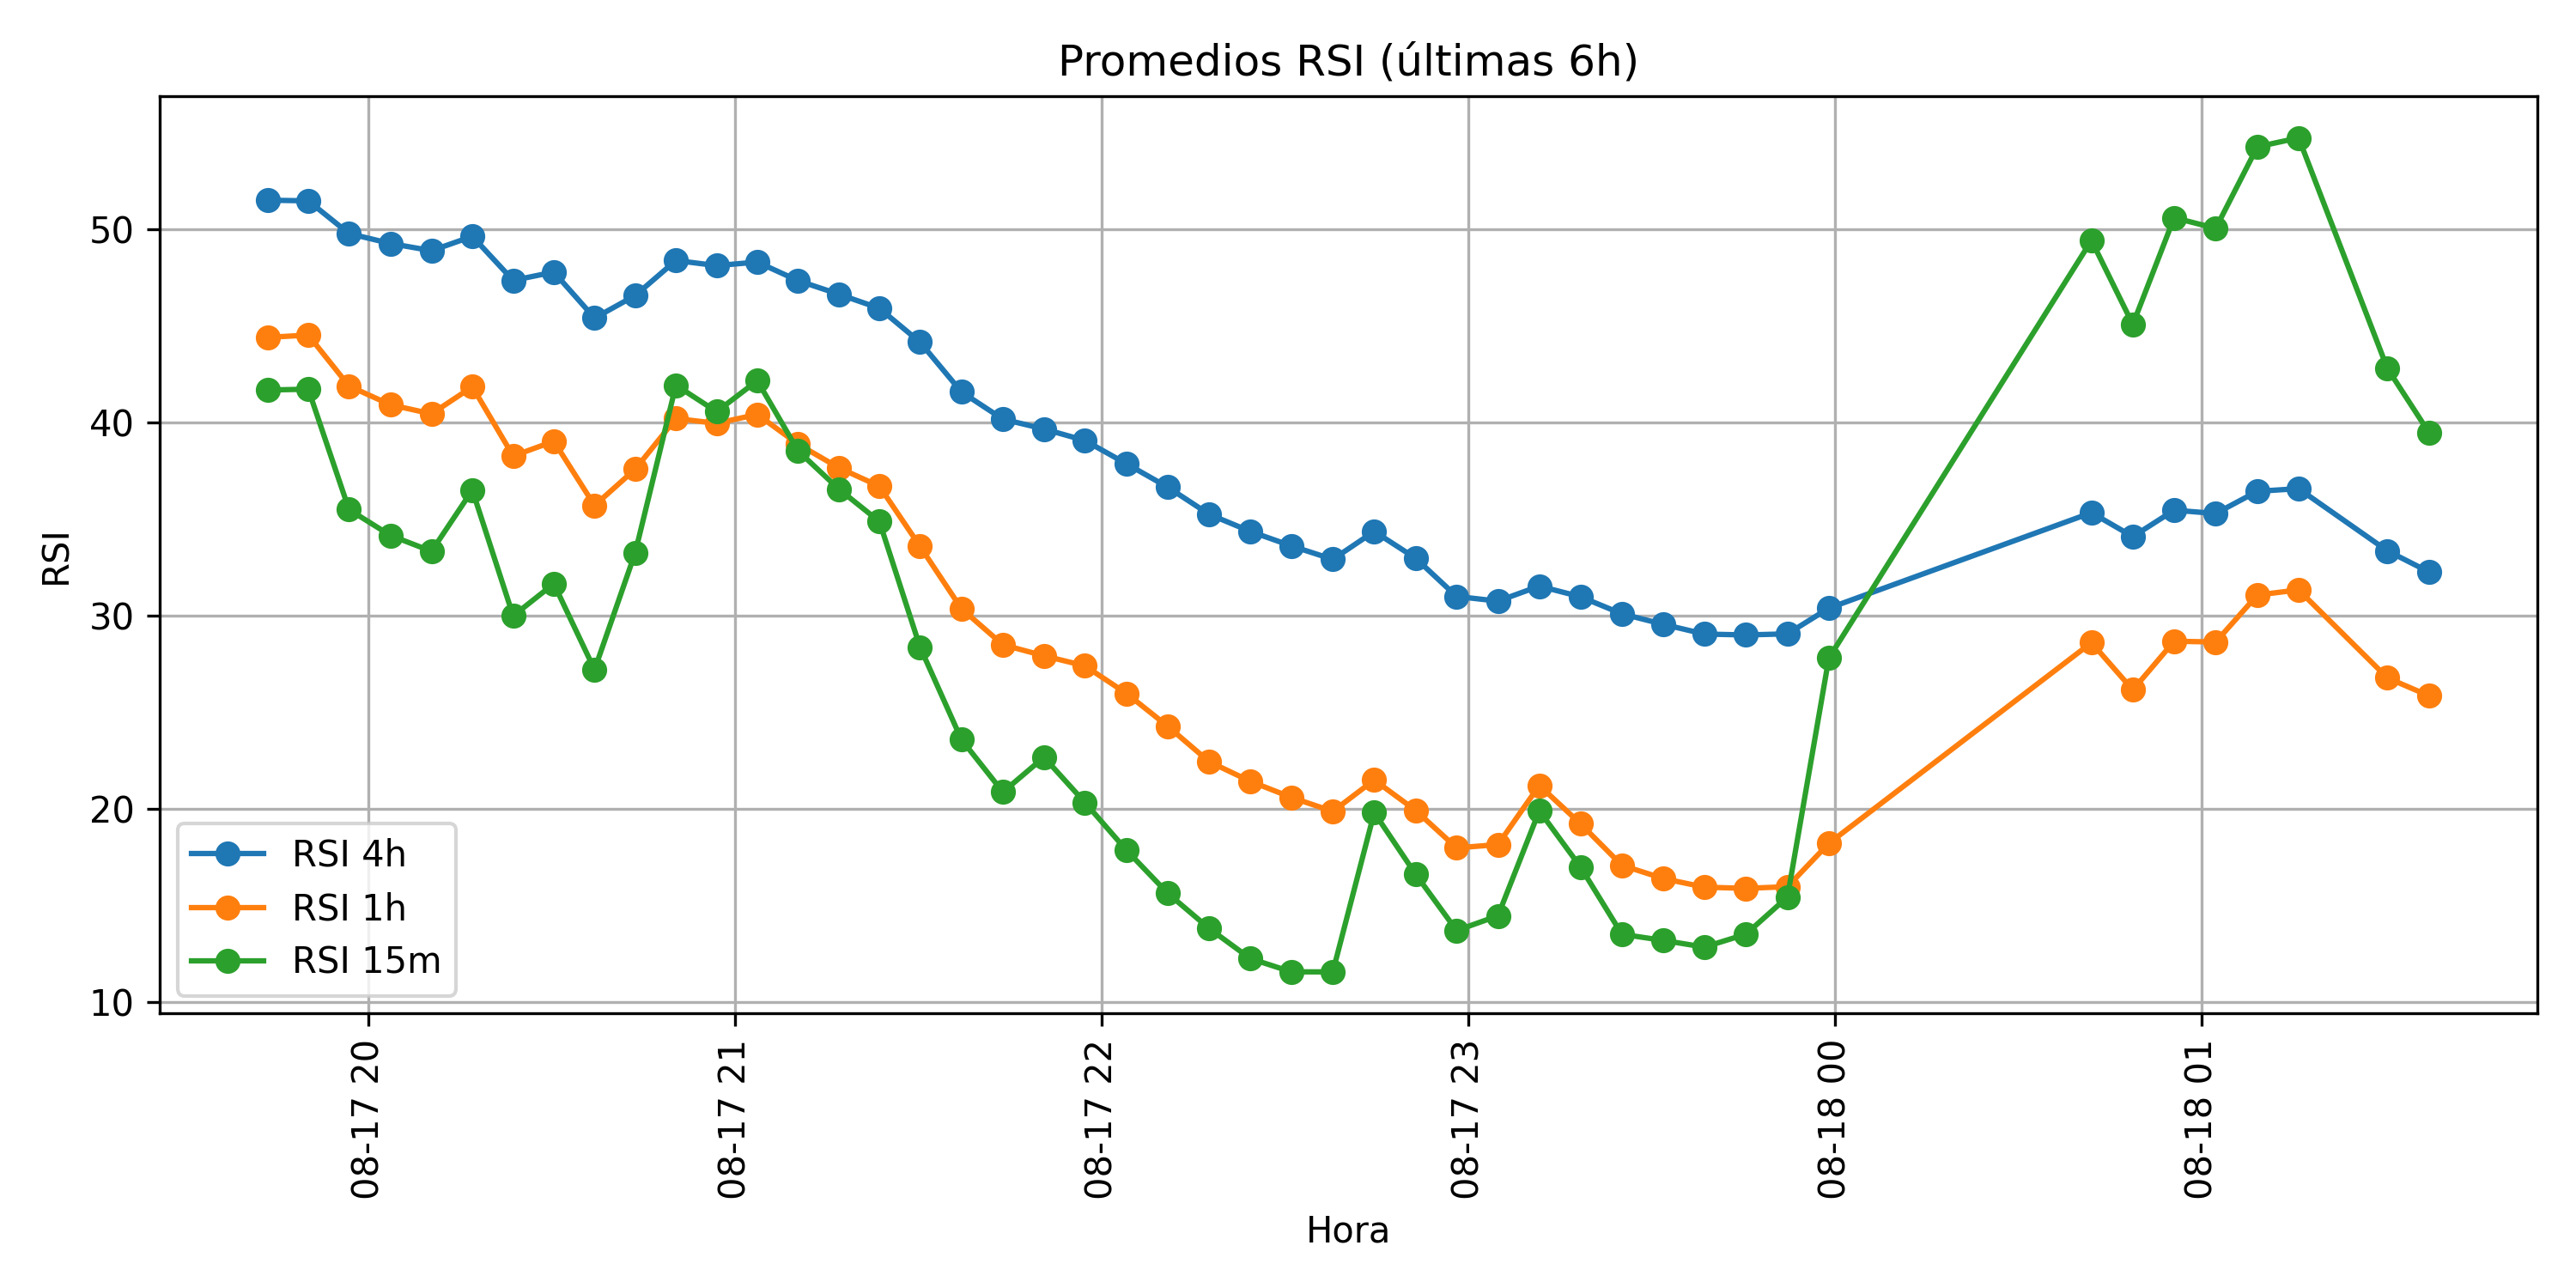 Promedios RSI (últimas 6h)
RSI
50
40
30
20
10
RSI 4h
RSI 1h
RSI 15m
08-17 20
08-17 21
08-17 22
08-17 23
08-18 00
08-18 01
Hora